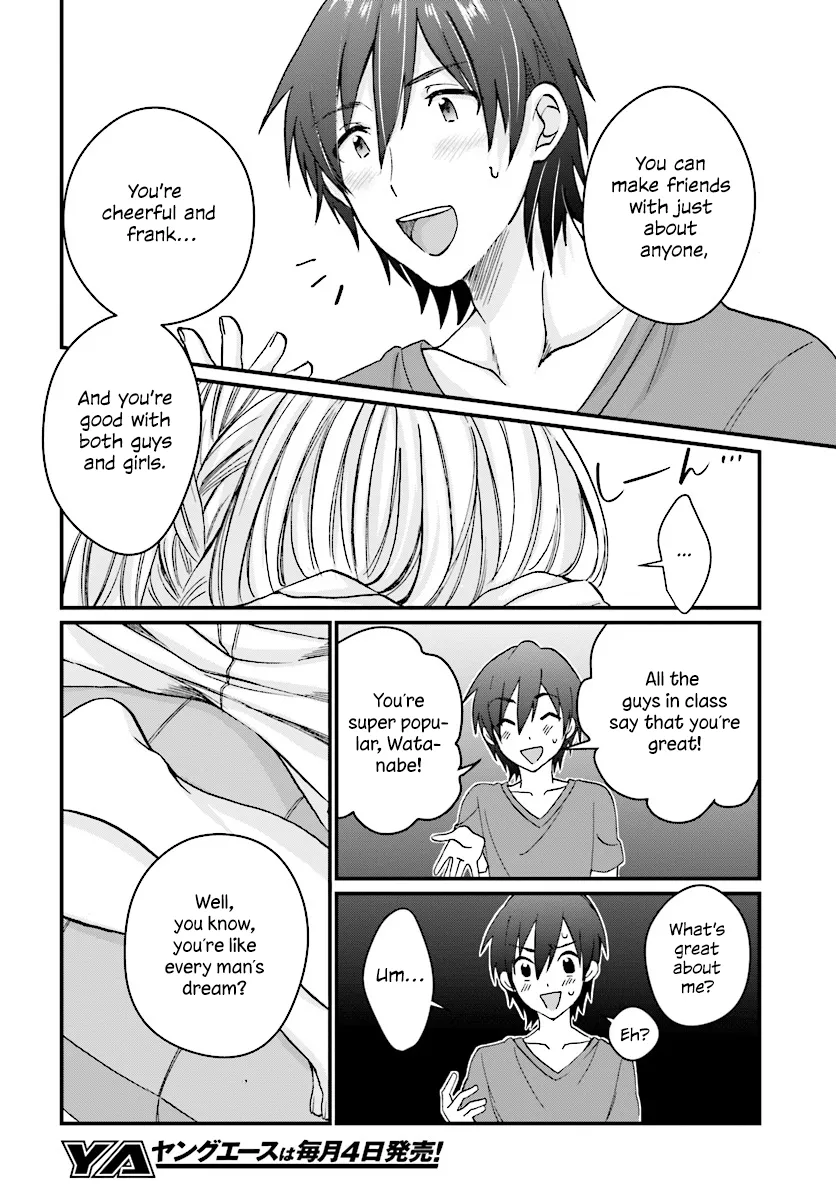 You can
make friends
with just
about
anyone,
You're
cheerful and
frank...
And you're
good with
both guys
and girls.
しーん…
...
All the
guys in class
say that you're
great!
You're
super popu-
lar, Wata-
nabe!
What's
great
about
me?
Eh?
Um...
Well,
you know,
you're like
every man's
dream?
YA ヤングエースは毎月4日発売!